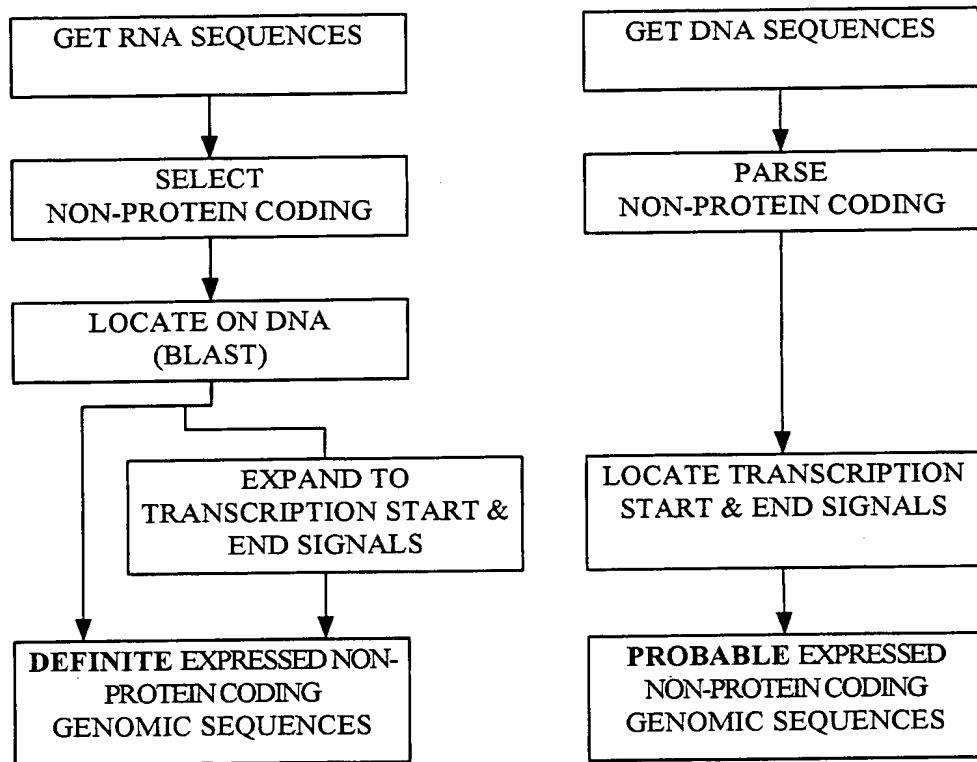 GET RNA SEQUENCES
SELECT
NON-PROTEIN CODING
LOCATE ON DNA
(BLAST)
EXPAND TO
TRANSCRIPTION START &
END SIGNALS
DEFINITE EXPRESSED NON-
PROTEIN CODING
GENOMIC SEQUENCES
GET DNA SEQUENCES
PARSE
NON-PROTEIN CODING
LOCATE TRANSCRIPTION
START & END SIGNALS
PROBABLE EXPRESSED
NON-PROTEIN CODING
GENOMIC SEQUENCES